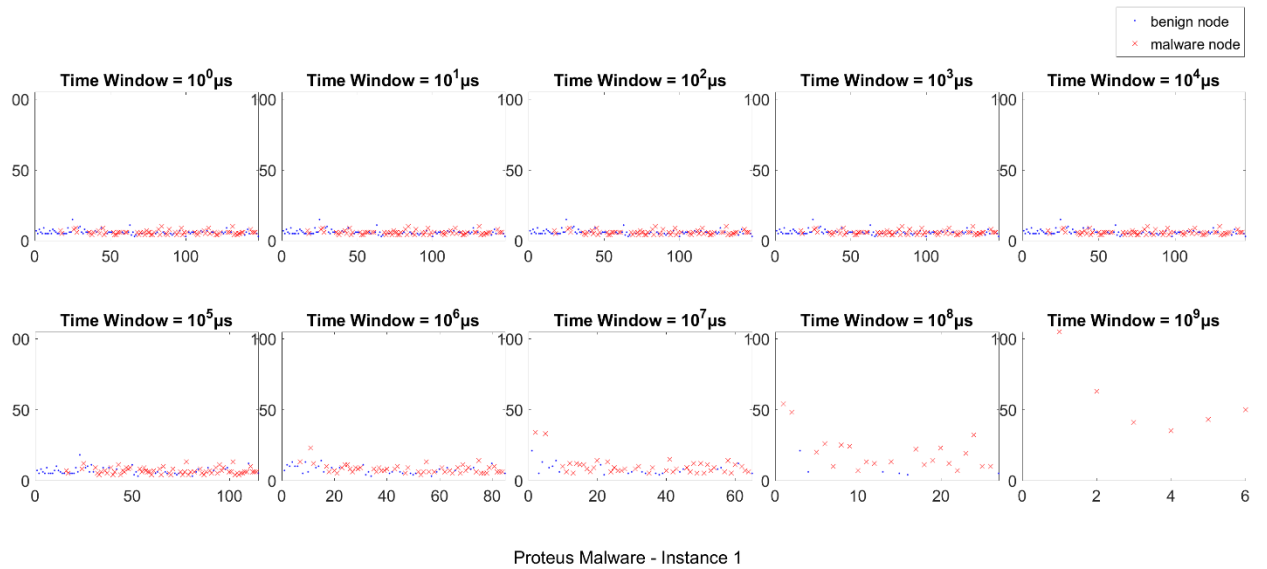 benign node
malware node
Time Window = 10⁰µs
Time Window = 10¹µs
Time Window = 10²µs
Time Window = 10³µs
Time Window = 10⁴µs
00
100
100
100
100
50
50
50
50
50
0
0
0
0
0
0 50 100
0 50 100
0 50 100
0 50 100
0 50 100
Time Window = 10⁵µs
Time Window = 10⁶µs
Time Window = 10⁷µs
Time Window = 10⁸µs
Time Window = 10⁹µs
00
100
100
100
100
50
50
50
50
50
0
0
0
0
0
0 50 100
0 20 40 60 80
0 20 40 60
0 10 20
0 2 4 6
Proteus Malware - Instance 1